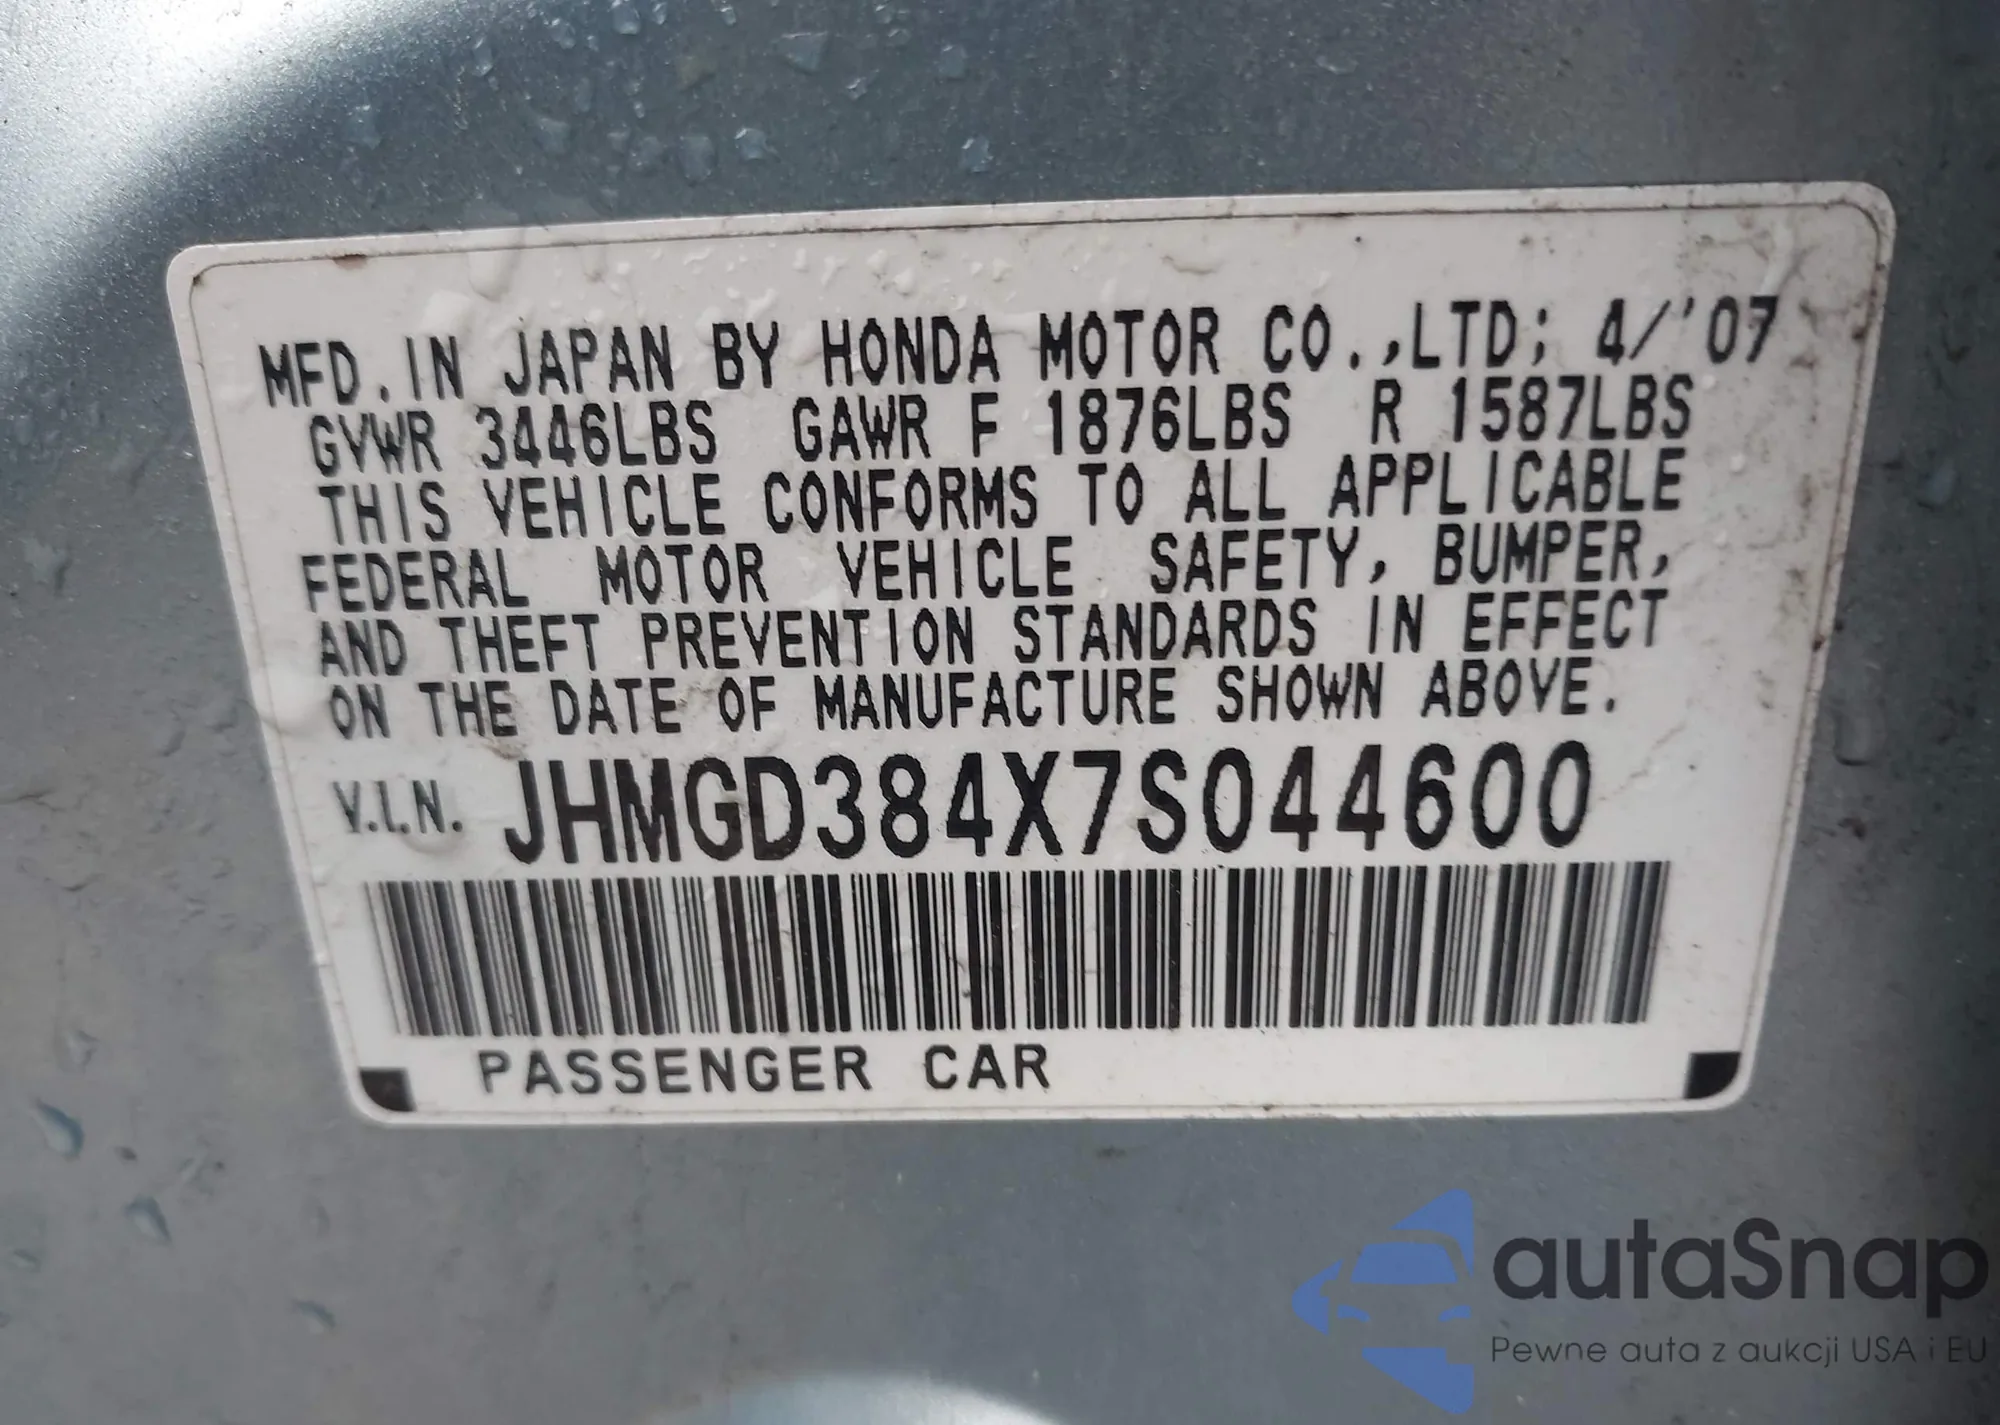 MFD. IN JAPAN BY HONDA MOTOR CO.,LTD; 4/'07
GVWR 3446LBS GAWR F 1876LBS R 1587LBS
THIS VEHICLE CONFORMS TO ALL APPLICABLE
FEDERAL MOTOR VEHICLE SAFETY, BUMPER,
AND THEFT PREVENTION STANDARDS IN EFFECT
ON THE DATE OF MANUFACTURE SHOWN ABOVE.
V.I.N. JHMGD384X7S044600
PASSENGER CAR
autaSnap
Pewne auta z aukcji USA i EU